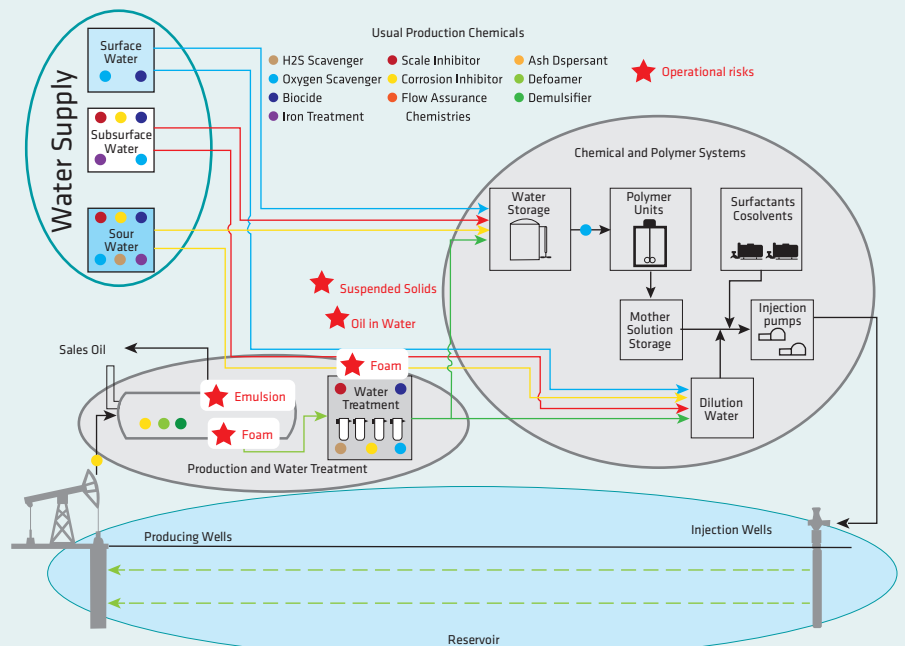 Usual Production Chemicals
H2S Scavenger
Scale Inhibitor
Ash Dspersant
Oxygen Scavenger
Corrosion Inhibitor
Defoamer
Biocide
Flow Assurance
Chemistries
Demulsifier
Iron Treatment
Operational risks
Water Supply
Surface
Water
Subsurface
Water
Sour
Water
Chemical and Polymer Systems
Water
Storage
Polymer
Units
Surfactants
Cosolvents
Mother
Solution
Storage
Injection
pumps
Dilution
Water
Suspended Solids
Oil in Water
Sales Oil
Foam
Emulsion
Foam
Water
Treatment
Production and Water Treatment
Producing Wells
Injection Wells
Reservoir